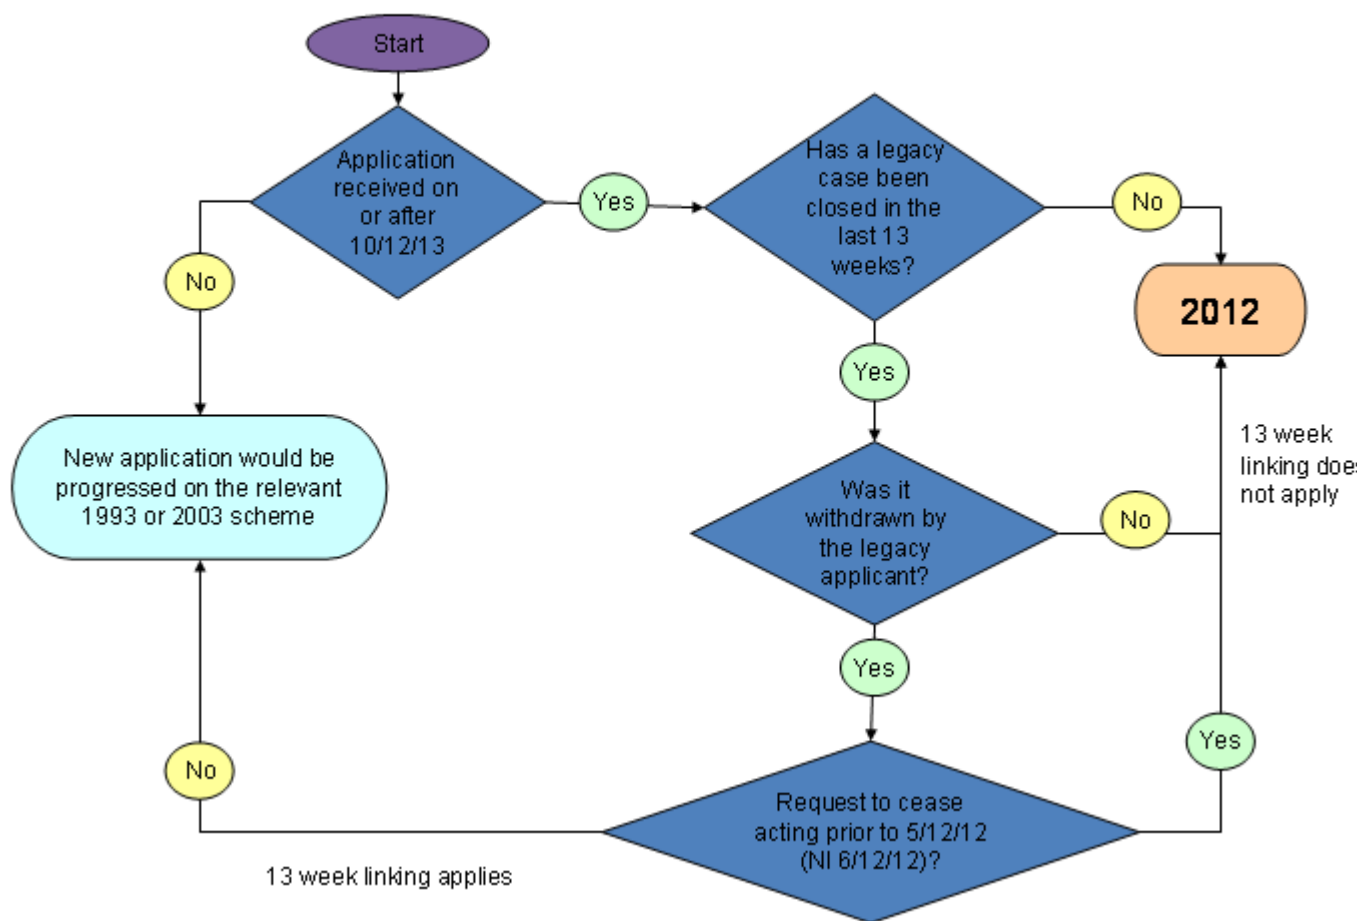 Start
Application
received on
or after
10/12/13
Yes
Has a legacy
case been
closed in the
last 13
weeks?
No
No
2012
Yes
New application would be
progressed on the relevant
1993 or 2003 scheme
Was it
withdrawn by
the legacy
applicant?
No
13 week
linking does
not apply
Yes
Yes
No
Request to cease
acting prior to 5/12/12
(NI 6/12/12)?
13 week linking applies